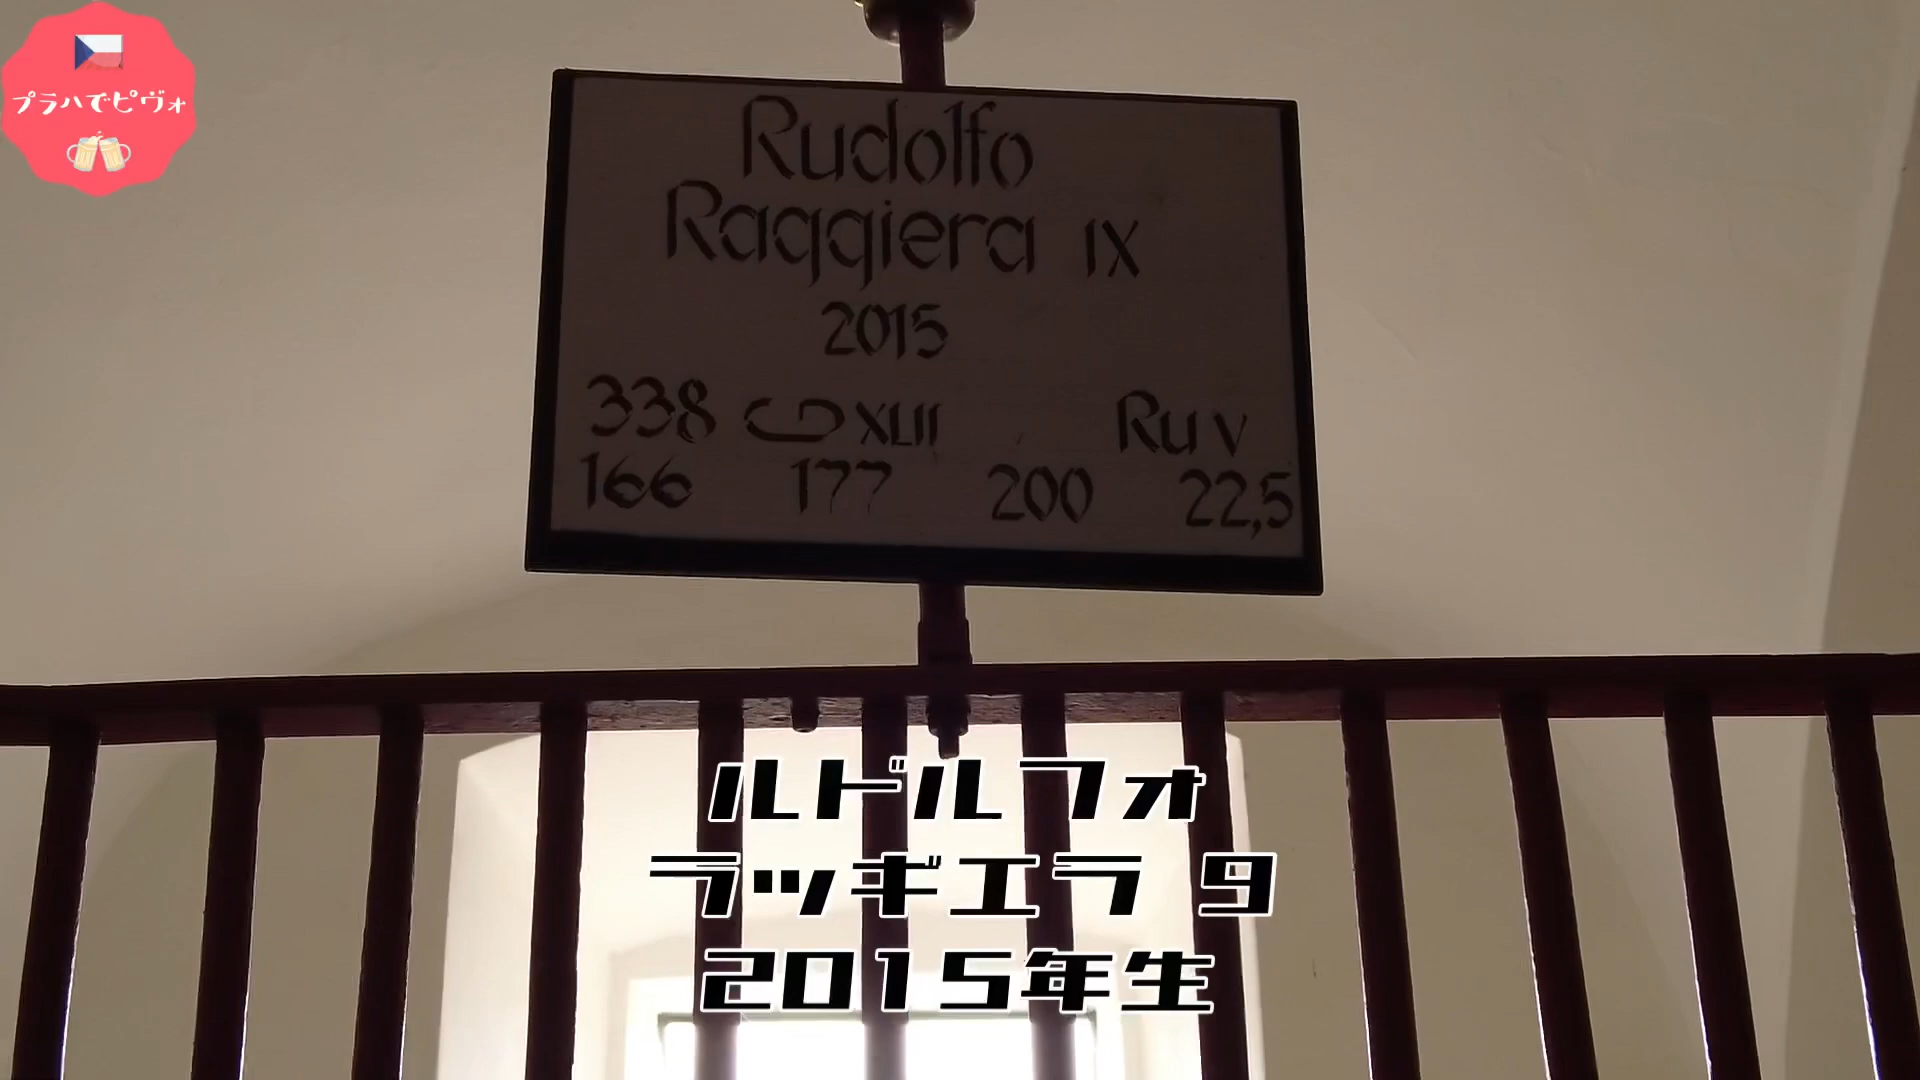 プラハでピヴォ
Rudolfo
Raggiera IX
2015
338 XLII Ru V
166 177 200 22,5
ルドルフォ
ラッギエラ 9
2015年生